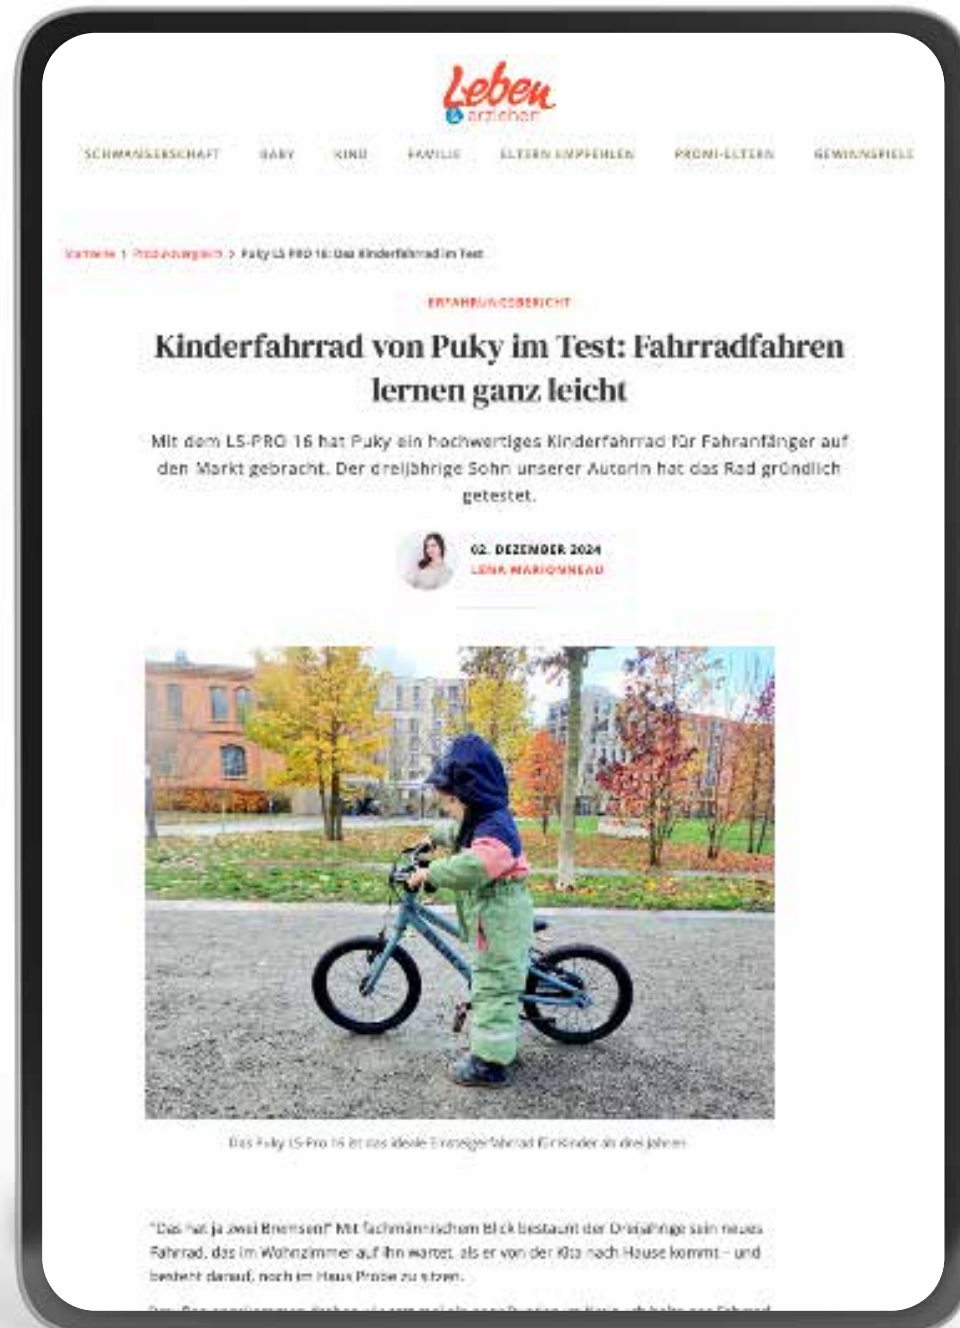 Leben
& erziehen
SCHWANGERSCHAFT BABY KIND FAMILIE ELTERN EMPFEHLEN PROMI-ELTERN GEWINNSPIELE
Startseite > Produktvergleich > Puky LS-PRO 16: Das Kinderfahrrad im Test
ERFAHRUNGSBERICHT
Kinderfahrrad von Puky im Test: Fahrradfahren
lernen ganz leicht
Mit dem LS-PRO 16 hat Puky ein hochwertiges Kinderfahrrad für Fahranfänger auf
den Markt gebracht. Der dreijährige Sohn unserer Autorin hat das Rad gründlich
getestet.
02. DEZEMBER 2024
LENA MARIONNEAU
Das Puky LS-Pro 16 ist das ideale Einsteigerfahrrad für Kinder ab drei Jahren.
"Das hat ja zwei Bremsen!" Mit fachmännischem Blick bestaunt der Dreijährige sein neues
Fahrrad, das im Wohnzimmer auf ihn wartet, als er von der Kita nach Hause kommt – und
besteht darauf, noch im Haus Probe zu sitzen.